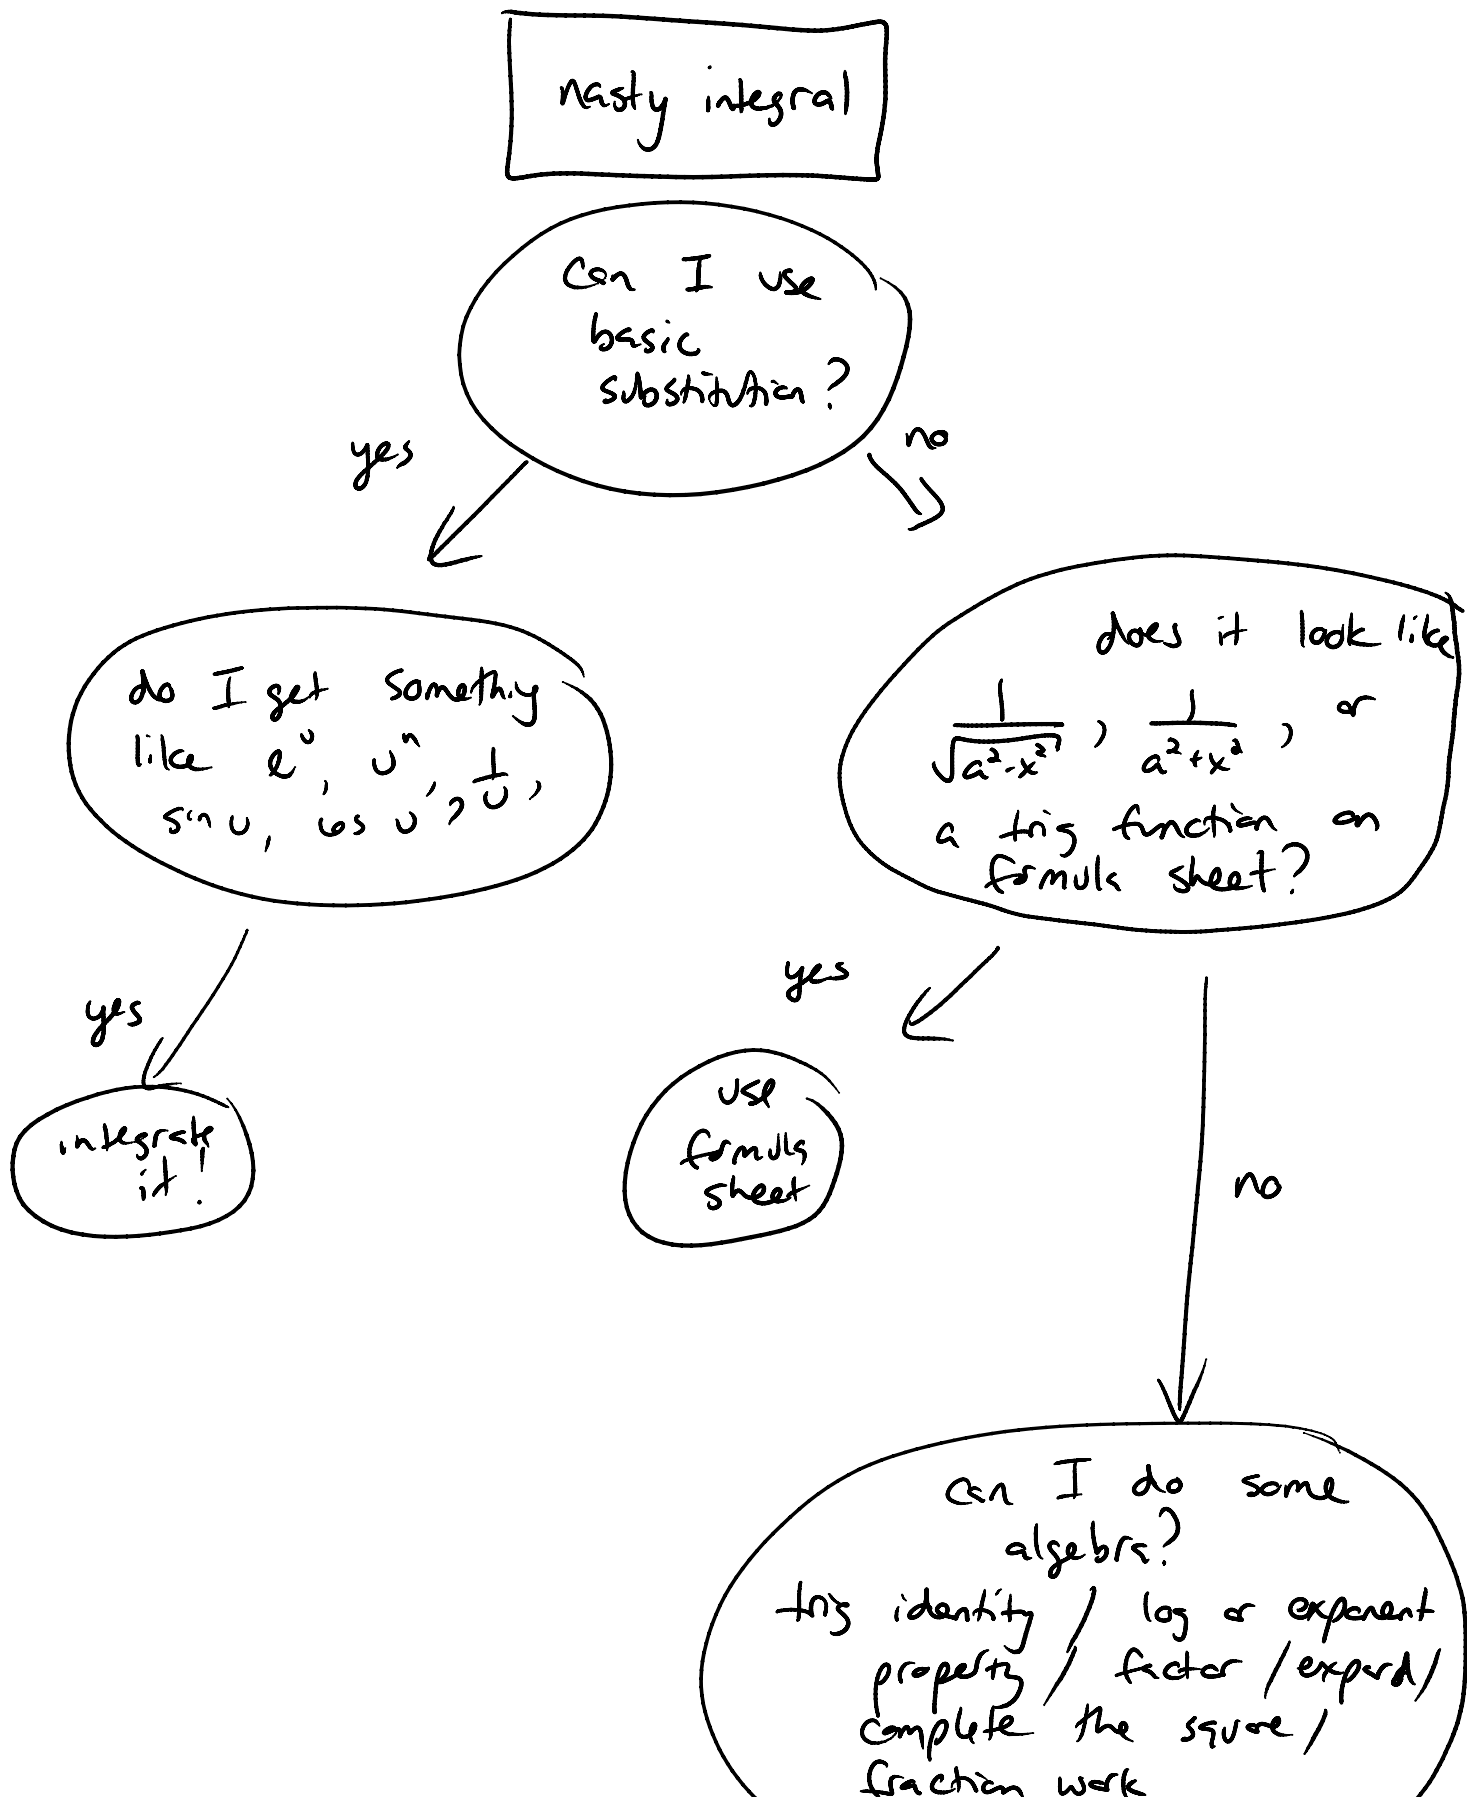 nasty integral
Can I use
basic
substitution?
yes
no
do I get somethig
like e^u, u^n, 1/u,
sin u, cos u,
does it look like
1/√(a²-x²), 1/(a²+x²), or
a trig function on
formula sheet?
yes
integrate
it!
yes
use
formula
sheet
no
can I do some
algebra?
trig identity / log or exponent
property / factor / expand /
complete the square /
fraction work